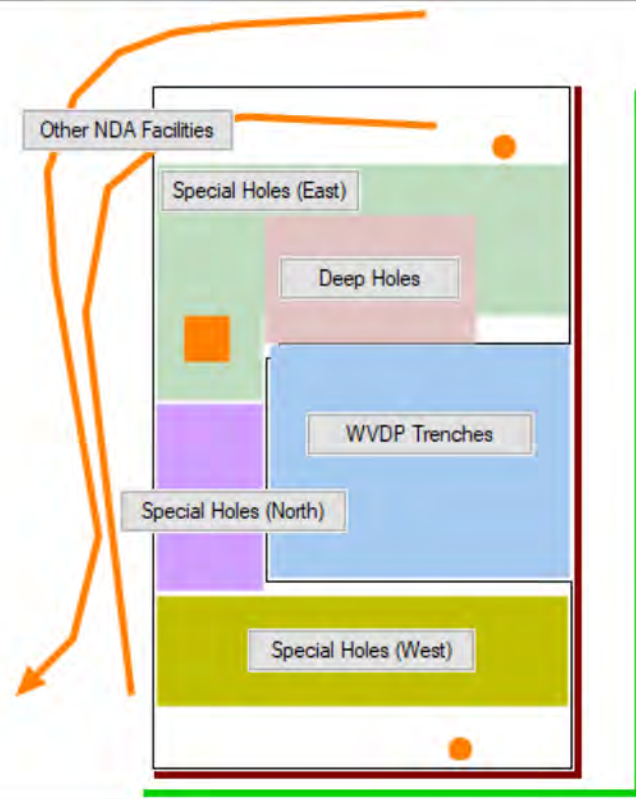 Other NDA Facilities
Special Holes (East)
Deep Holes
WVDP Trenches
Special Holes (North)
Special Holes (West)